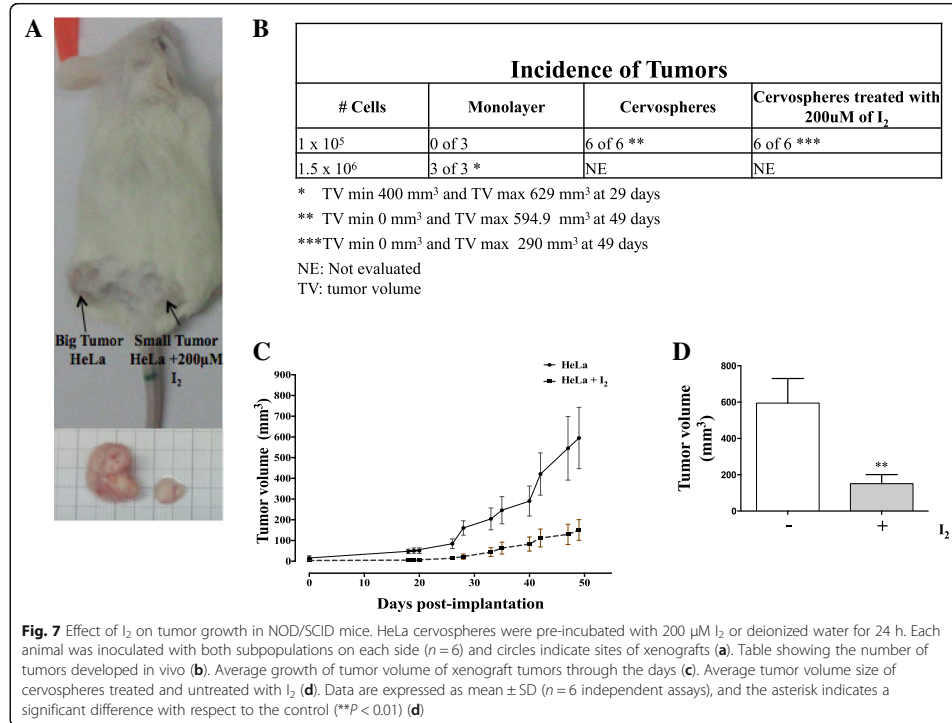 A
Big Tumor HeLa
Small Tumor HeLa +200µM I₂
B
Incidence of Tumors
# Cells Monolayer Cervospheres Cervospheres treated with 200uM of I₂
1 x 10⁵ 0 of 3 6 of 6 ** 6 of 6 ***
1.5 x 10⁶ 3 of 3 * NE NE
* TV min 400 mm³ and TV max 629 mm³ at 29 days
** TV min 0 mm³ and TV max 594.9 mm³ at 49 days
***TV min 0 mm³ and TV max 290 mm³ at 49 days
NE: Not evaluated
TV: tumor volume
C
HeLa
HeLa + I₂
Tumor volume (mm³)
900
800
700
600
500
400
300
200
100
0
0 10 20 30 40 50
Days post-implantation
D
Tumor volume (mm³)
800
600
400
200
0
**
- + I₂
Fig. 7 Effect of I₂ on tumor growth in NOD/SCID mice. HeLa cervospheres were pre-incubated with 200 µM I₂ or deionized water for 24 h. Each
animal was inoculated with both subpopulations on each side (n = 6) and circles indicate sites of xenografts (a). Table showing the number of
tumors developed in vivo (b). Average growth of tumor volume of xenograft tumors through the days (c). Average tumor volume size of
cervospheres treated and untreated with I₂ (d). Data are expressed as mean ± SD (n = 6 independent assays), and the asterisk indicates a
significant difference with respect to the control (**P < 0.01) (d)